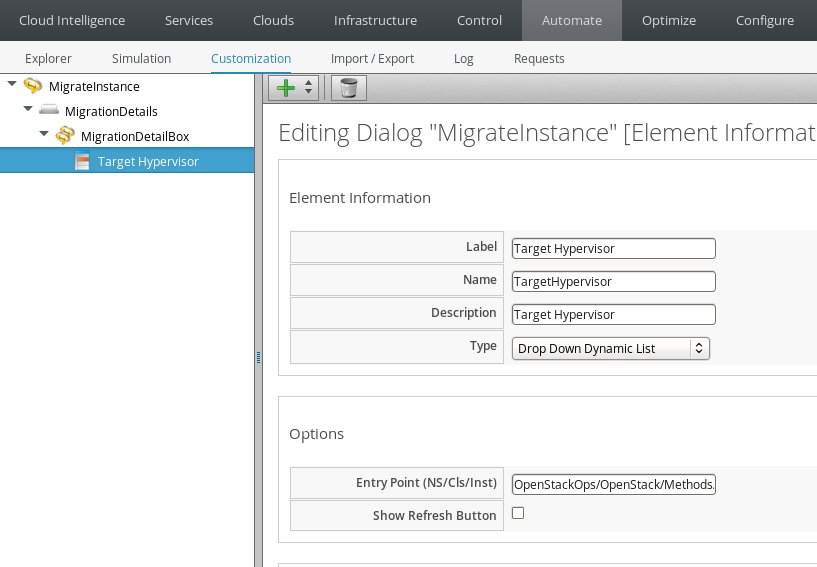 Cloud Intelligence Services Clouds Infrastructure Control Automate Optimize Configure
Explorer Simulation Customization Import / Export Log Requests
MigrateInstance
MigrationDetails
MigrationDetailBox
Target Hypervisor
Editing Dialog "MigrateInstance" [Element Informat
Element Information
Label Target Hypervisor
Name TargetHypervisor
Description Target Hypervisor
Type Drop Down Dynamic List
Options
Entry Point (NS/Cls/Inst) OpenStackOps/OpenStack/Methods.
Show Refresh Button